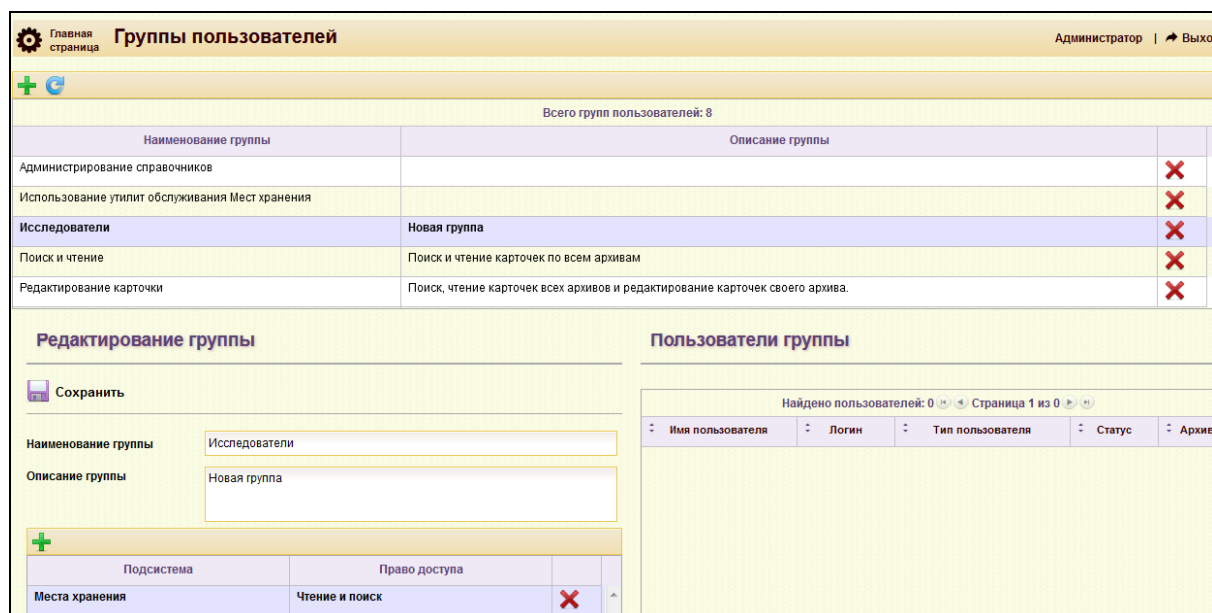 Главная страница
Группы пользователей
Администратор | Выхо
Всего групп пользователей: 8
Наименование группы Описание группы
Администрирование справочников
Использование утилит обслуживания Мест хранения
Исследователи Новая группа
Поиск и чтение Поиск и чтение карточек по всем архивам
Редактирование карточки Поиск, чтение карточек всех архивов и редактирование карточек своего архива.
Редактирование группы
Сохранить
Наименование группы Исследователи
Описание группы Новая группа
Подсистема Право доступа
Места хранения Чтение и поиск
Пользователи группы
Найдено пользователей: 0 Страница 1 из 0
Имя пользователя Логин Тип пользователя Статус Архив